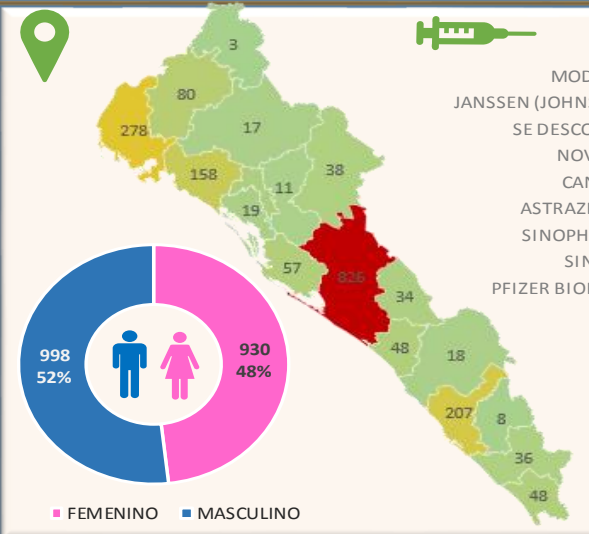 3
80
17
278
158
11
38
19
57
826
34
48
18
207
8
36
48
MOD
JANSSEN (JOHN
SE DESCO
NOV
CAN
ASTRAZE
SINOPH
SIN
PFIZER BION
998
52%
930
48%
FEMENINO
MASCULINO